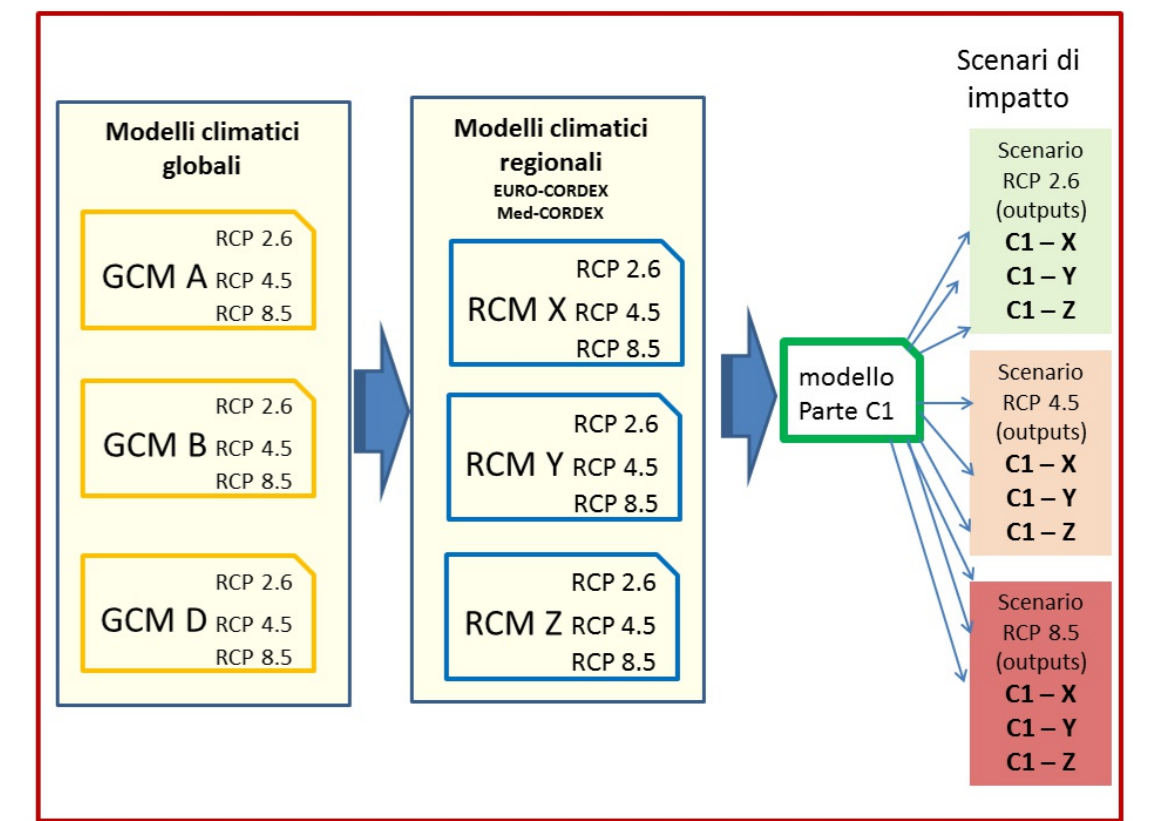 Modelli climatici
globali
RCP 2.6
GCM A RCP 4.5
RCP 8.5
RCP 2.6
GCM B RCP 4.5
RCP 8.5
RCP 2.6
GCM D RCP 4.5
RCP 8.5
Modelli climatici
regionali
EURO-CORDEX
Med-CORDEX
RCP 2.6
RCM X RCP 4.5
RCP 8.5
RCP 2.6
RCM Y RCP 4.5
RCP 8.5
RCP 2.6
RCM Z RCP 4.5
RCP 8.5
modello
Parte C1
Scenari di
impatto
Scenario
RCP 2.6
(outputs)
C1 – X
C1 – Y
C1 – Z
Scenario
RCP 4.5
(outputs)
C1 – X
C1 – Y
C1 – Z
Scenario
RCP 8.5
(outputs)
C1 – X
C1 – Y
C1 – Z